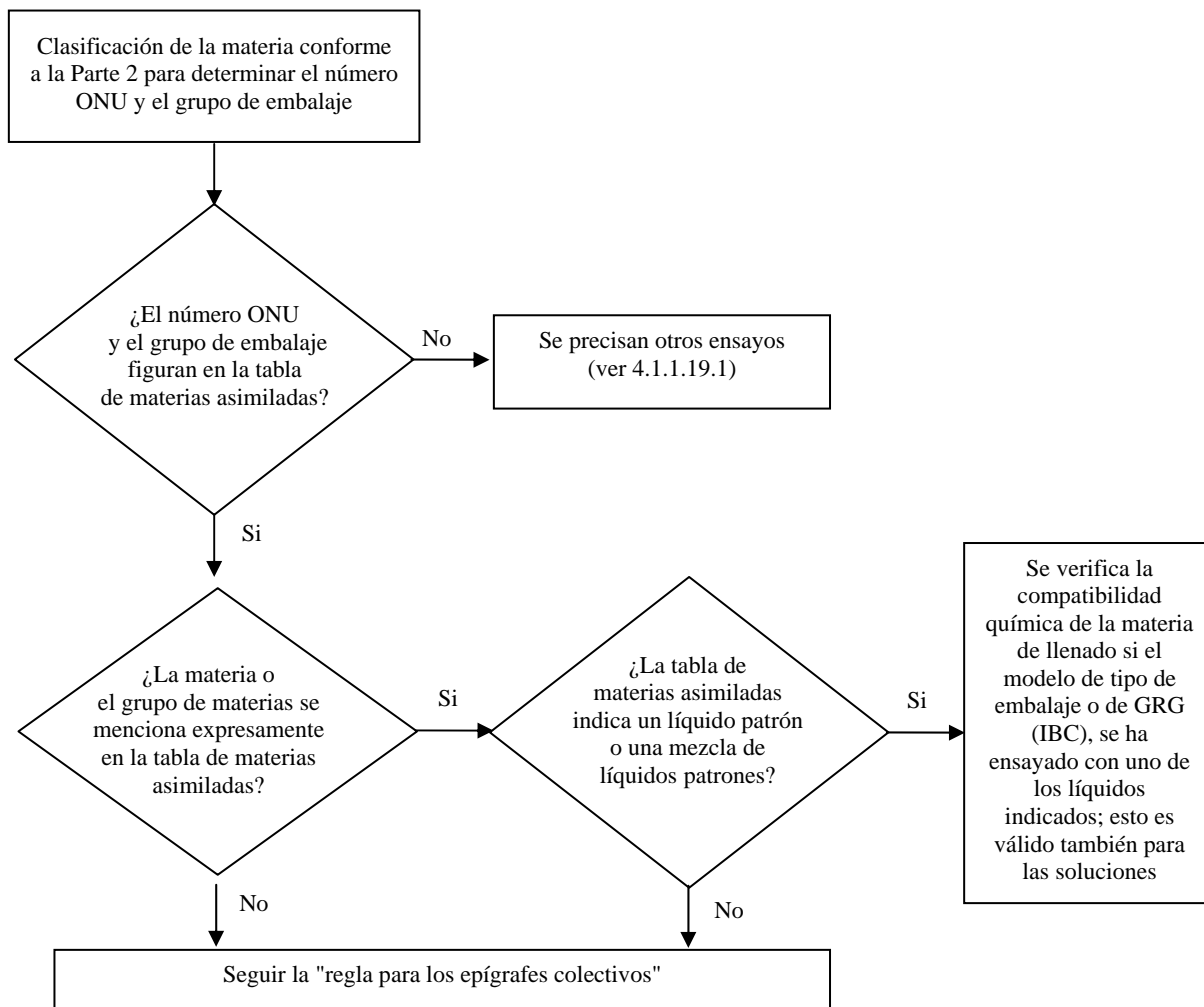 Clasificación de la materia conforme
a la Parte 2 para determinar el número
ONU y el grupo de embalaje
¿El número ONU
y el grupo de embalaje
figuran en la tabla
de materias asimiladas?
No
Se precisan otros ensayos
(ver 4.1.1.19.1)
Si
¿La materia o
el grupo de materias se
menciona expresamente
en la tabla de materias
asimiladas?
Si
¿La tabla de
materias asimiladas
indica un líquido patrón
o una mezcla de
líquidos patrones?
Si
Se verifica la
compatibilidad
química de la materia
de llenado si el
modelo de tipo de
embalaje o de GRG
(IBC), se ha
ensayado con uno de
los líquidos
indicados; esto es
válido también para
las soluciones
No
No
Seguir la "regla para los epígrafes colectivos"